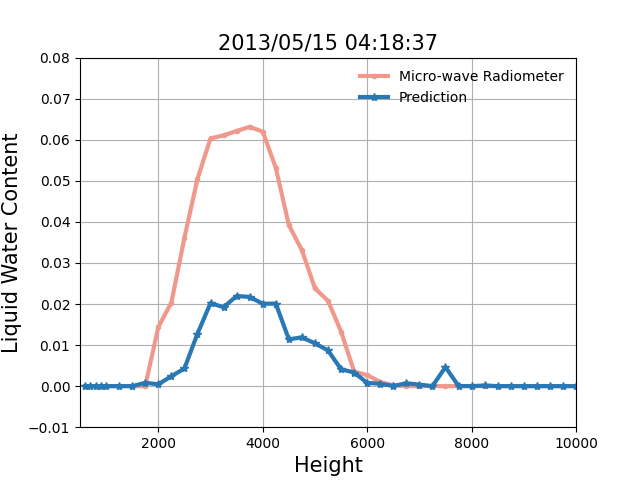 2013/05/15 04:18:37
Micro-wave Radiometer
Prediction
0.08
0.07
0.06
0.05
0.04
0.03
0.02
0.01
0.00
−0.01
Liquid Water Content
2000 4000 6000 8000 10000
Height